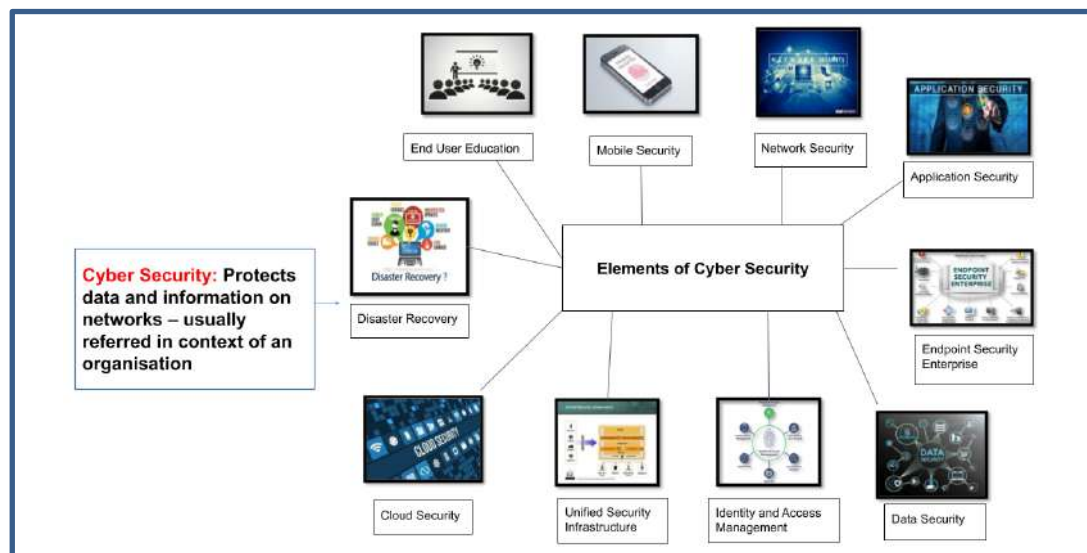 NETWORK SECURITY
APPLICATION SECURITY
End User Education
Mobile Security
Network Security
Application Security
Disaster Recovery ?
Cyber Security: Protects
data and information on
networks – usually
referred in context of an
organisation
Elements of Cyber Security
ENDPOINT
SECURITY
ENTERPRISE
Disaster Recovery
Endpoint Security
Enterprise
CLOUD SECURITY
DATA
SECURITY
Cloud Security
Unified Security
Infrastructure
Identity and Access
Management
Data Security